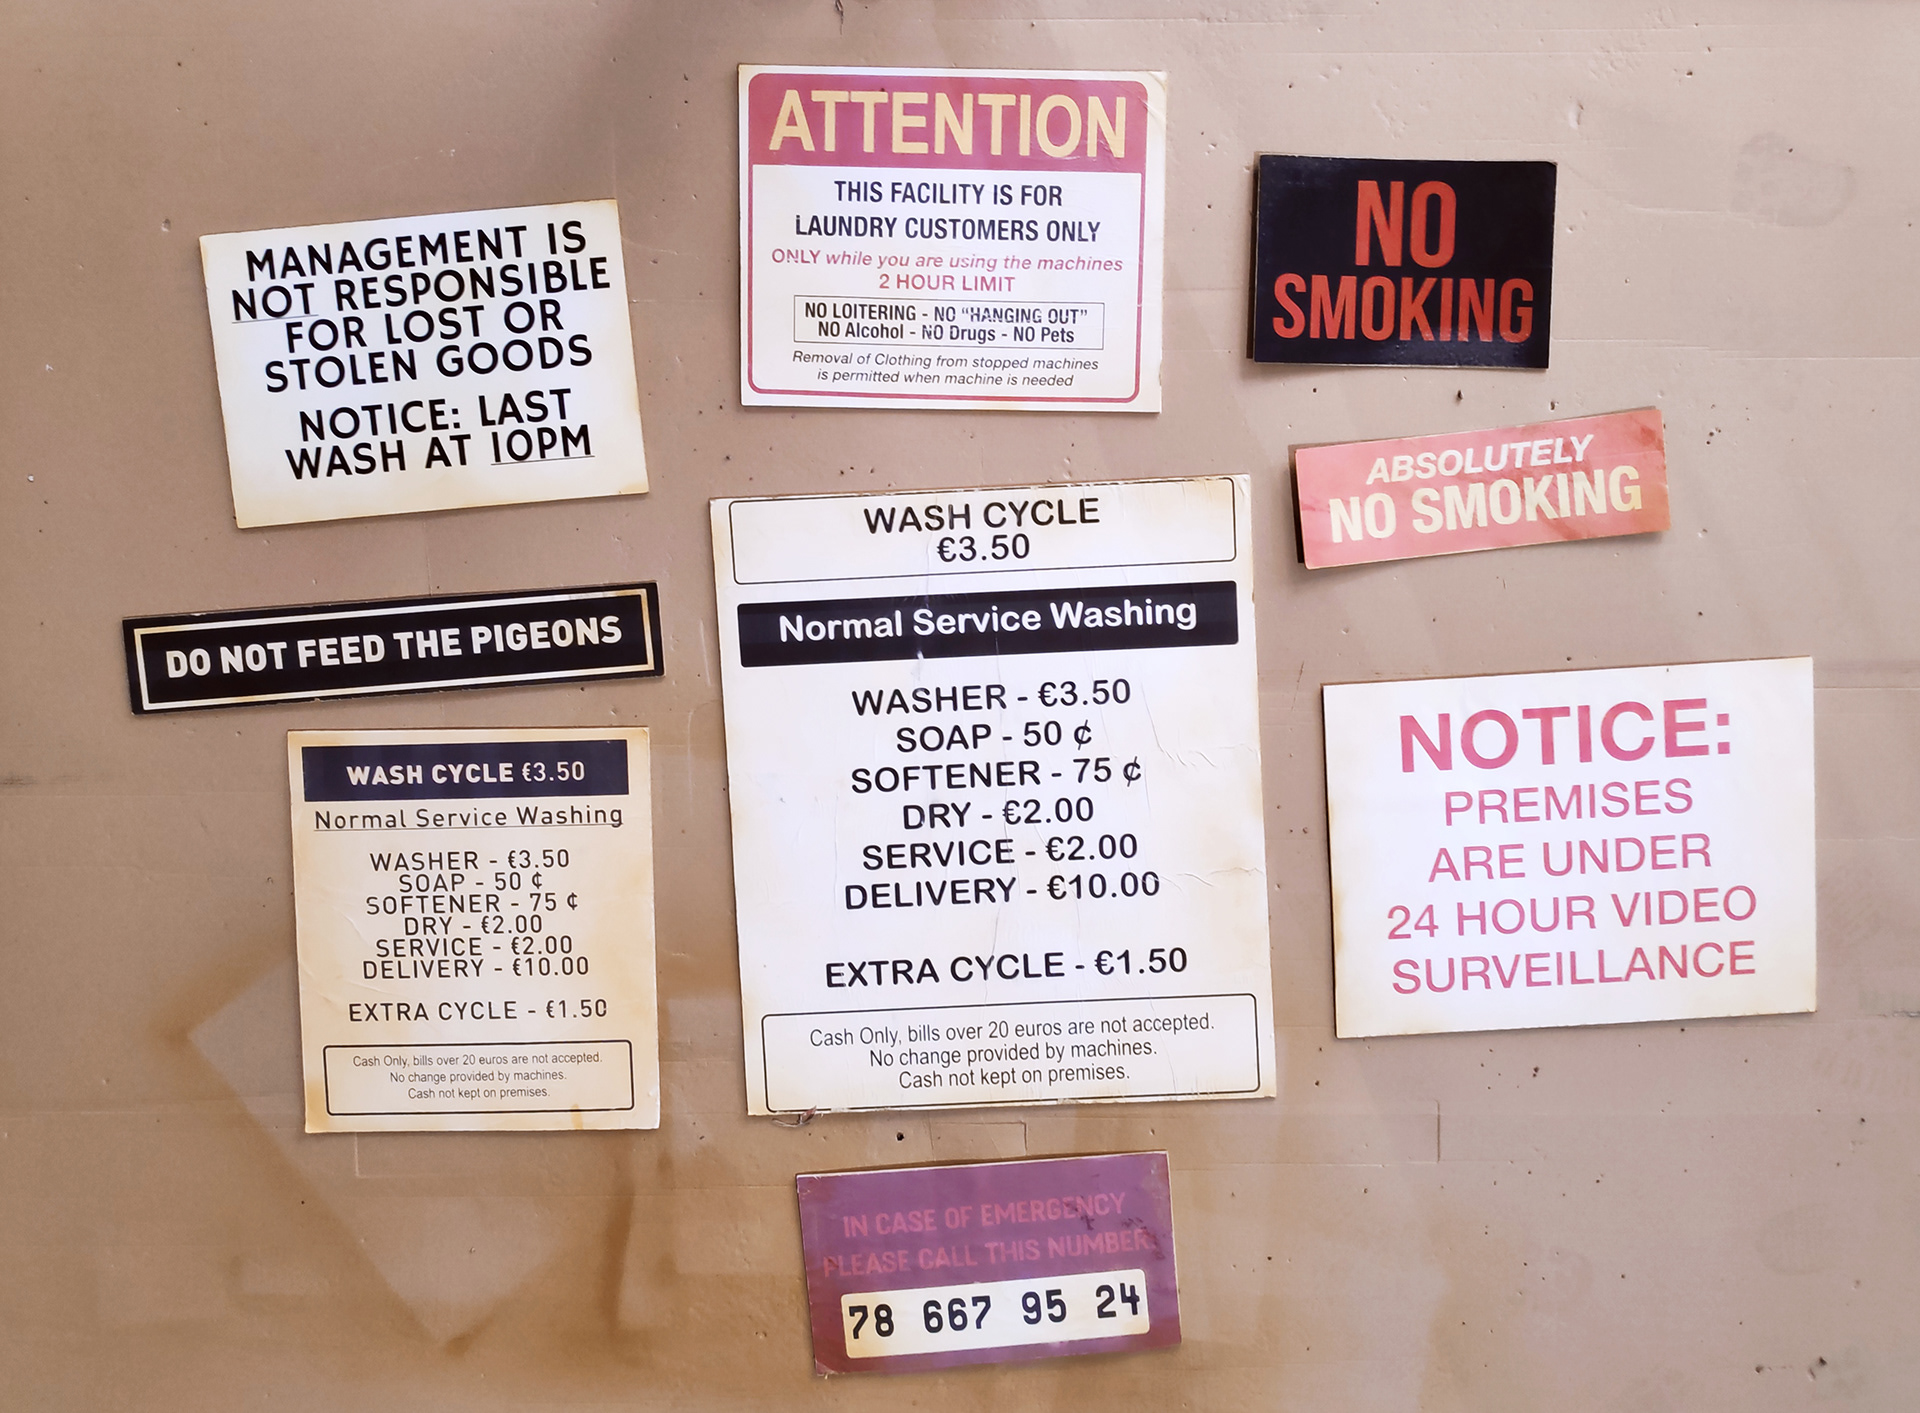 ATTENTION
THIS FACILITY IS FOR
LAUNDRY CUSTOMERS ONLY
ONLY while you are using the machines
2 HOUR LIMIT
NO LOITERING - NO “HANGING OUT”
NO Alcohol - NO Drugs - NO Pets
Removal of Clothing from stopped machines
is permitted when machine is needed
NO
SMOKING
MANAGEMENT IS
NOT RESPONSIBLE
FOR LOST OR
STOLEN GOODS
NOTICE: LAST
WASH AT 10PM
ABSOLUTELY
NO SMOKING
DO NOT FEED THE PIGEONS
WASH CYCLE
€3.50
Normal Service Washing
WASHER - €3.50
SOAP - 50 ¢
SOFTENER - 75 ¢
DRY - €2.00
SERVICE - €2.00
DELIVERY - €10.00
EXTRA CYCLE - €1.50
Cash Only, bills over 20 euros are not accepted.
No change provided by machines.
Cash not kept on premises.
NOTICE:
PREMISES
ARE UNDER
24 HOUR VIDEO
SURVEILLANCE
WASH CYCLE €3.50
Normal Service Washing
WASHER - €3.50
SOAP - 50 ¢
SOFTENER - 75 ¢
DRY - €2.00
SERVICE - €2.00
DELIVERY - €10.00
EXTRA CYCLE - €1.50
Cash Only, bills over 20 euros are not accepted.
No change provided by machines.
Cash not kept on premises.
IN CASE OF EMERGENCY
PLEASE CALL THIS NUMBER
78 667 95 24